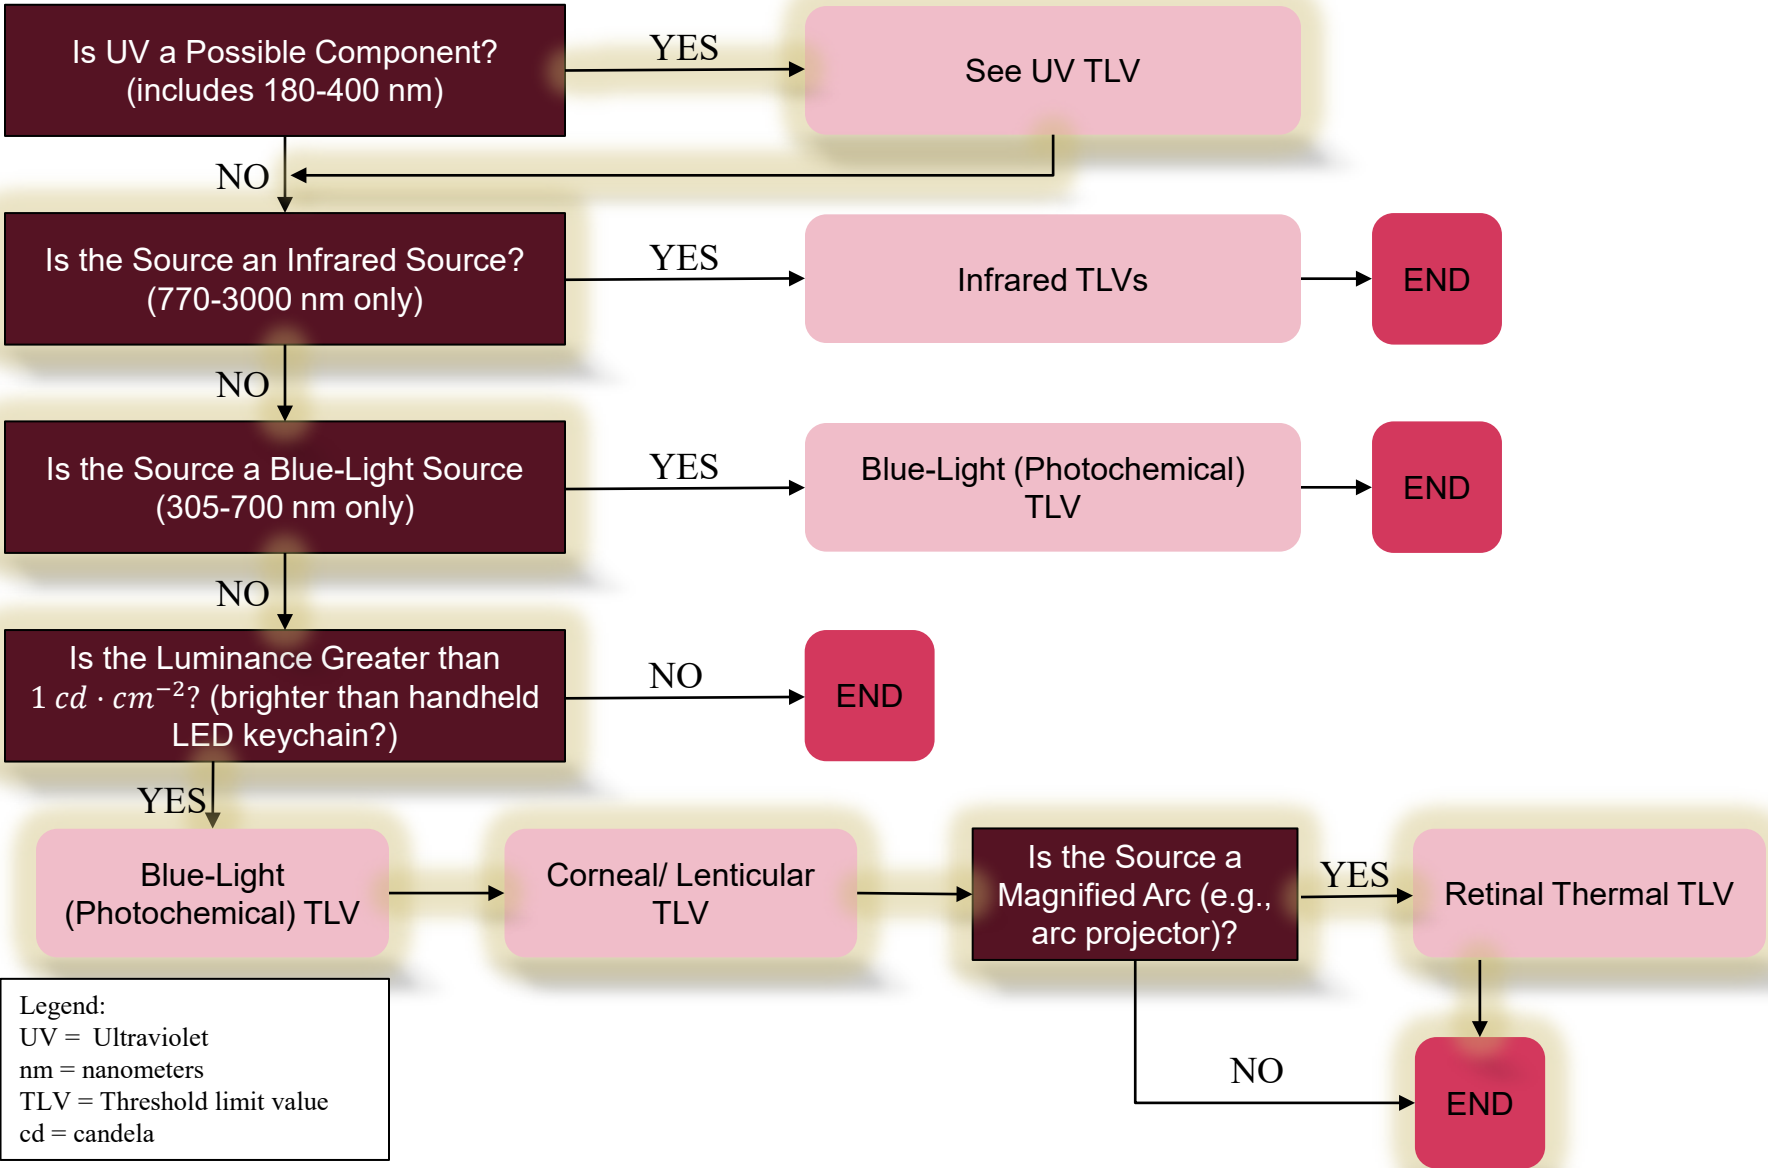 Is UV a Possible Component?
(includes 180-400 nm)
YES
See UV TLV
NO
Is the Source an Infrared Source?
(770-3000 nm only)
YES
Infrared TLVs
END
NO
Is the Source a Blue-Light Source
(305-700 nm only)
YES
Blue-Light (Photochemical)
TLV
END
NO
Is the Luminance Greater than
1 cd · cm⁻²? (brighter than handheld
LED keychain?)
NO
END
YES
Blue-Light
(Photochemical) TLV
Corneal/ Lenticular
TLV
Is the Source a
Magnified Arc (e.g.,
arc projector)?
YES
Retinal Thermal TLV
NO
END
Legend:
UV = Ultraviolet
nm = nanometers
TLV = Threshold limit value
cd = candela